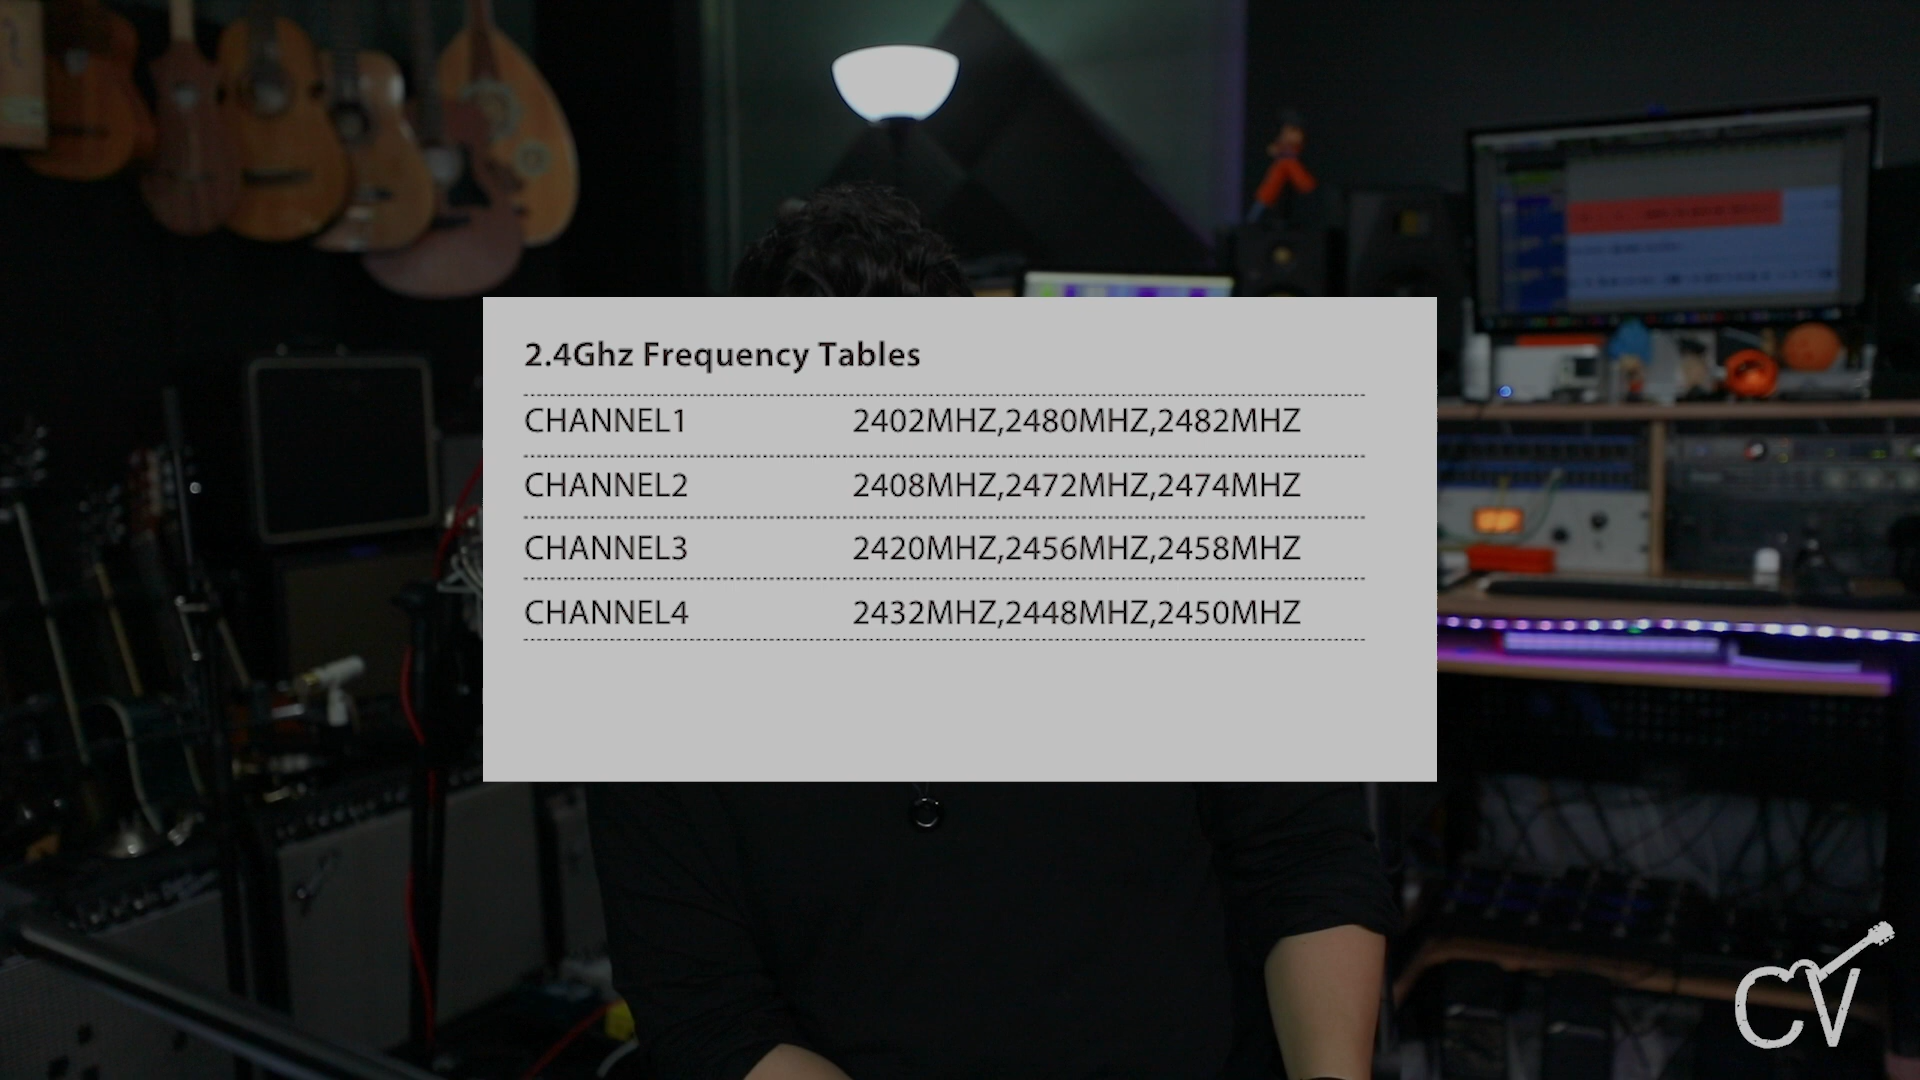 2.4Ghz Frequency Tables
CHANNEL1 2402MHZ,2480MHZ,2482MHZ
CHANNEL2 2408MHZ,2472MHZ,2474MHZ
CHANNEL3 2420MHZ,2456MHZ,2458MHZ
CHANNEL4 2432MHZ,2448MHZ,2450MHZ
CV